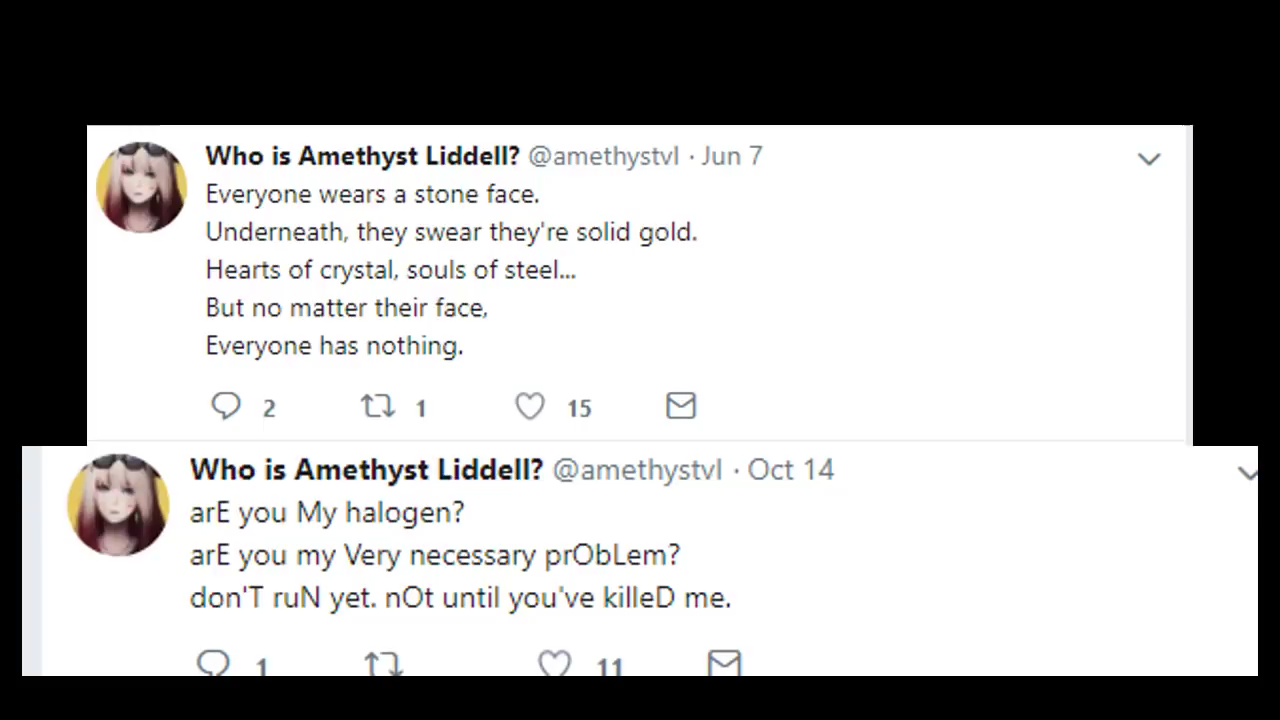 Who is Amethyst Liddell? @amethystvl · Jun 7
Everyone wears a stone face.
Underneath, they swear they're solid gold.
Hearts of crystal, souls of steel...
But no matter their face,
Everyone has nothing.
2 1 15
Who is Amethyst Liddell? @amethystvl · Oct 14
arE you My halogen?
arE you my Very necessary prObLem?
don'T ruN yet. nOt until you've killeD me.
1 11